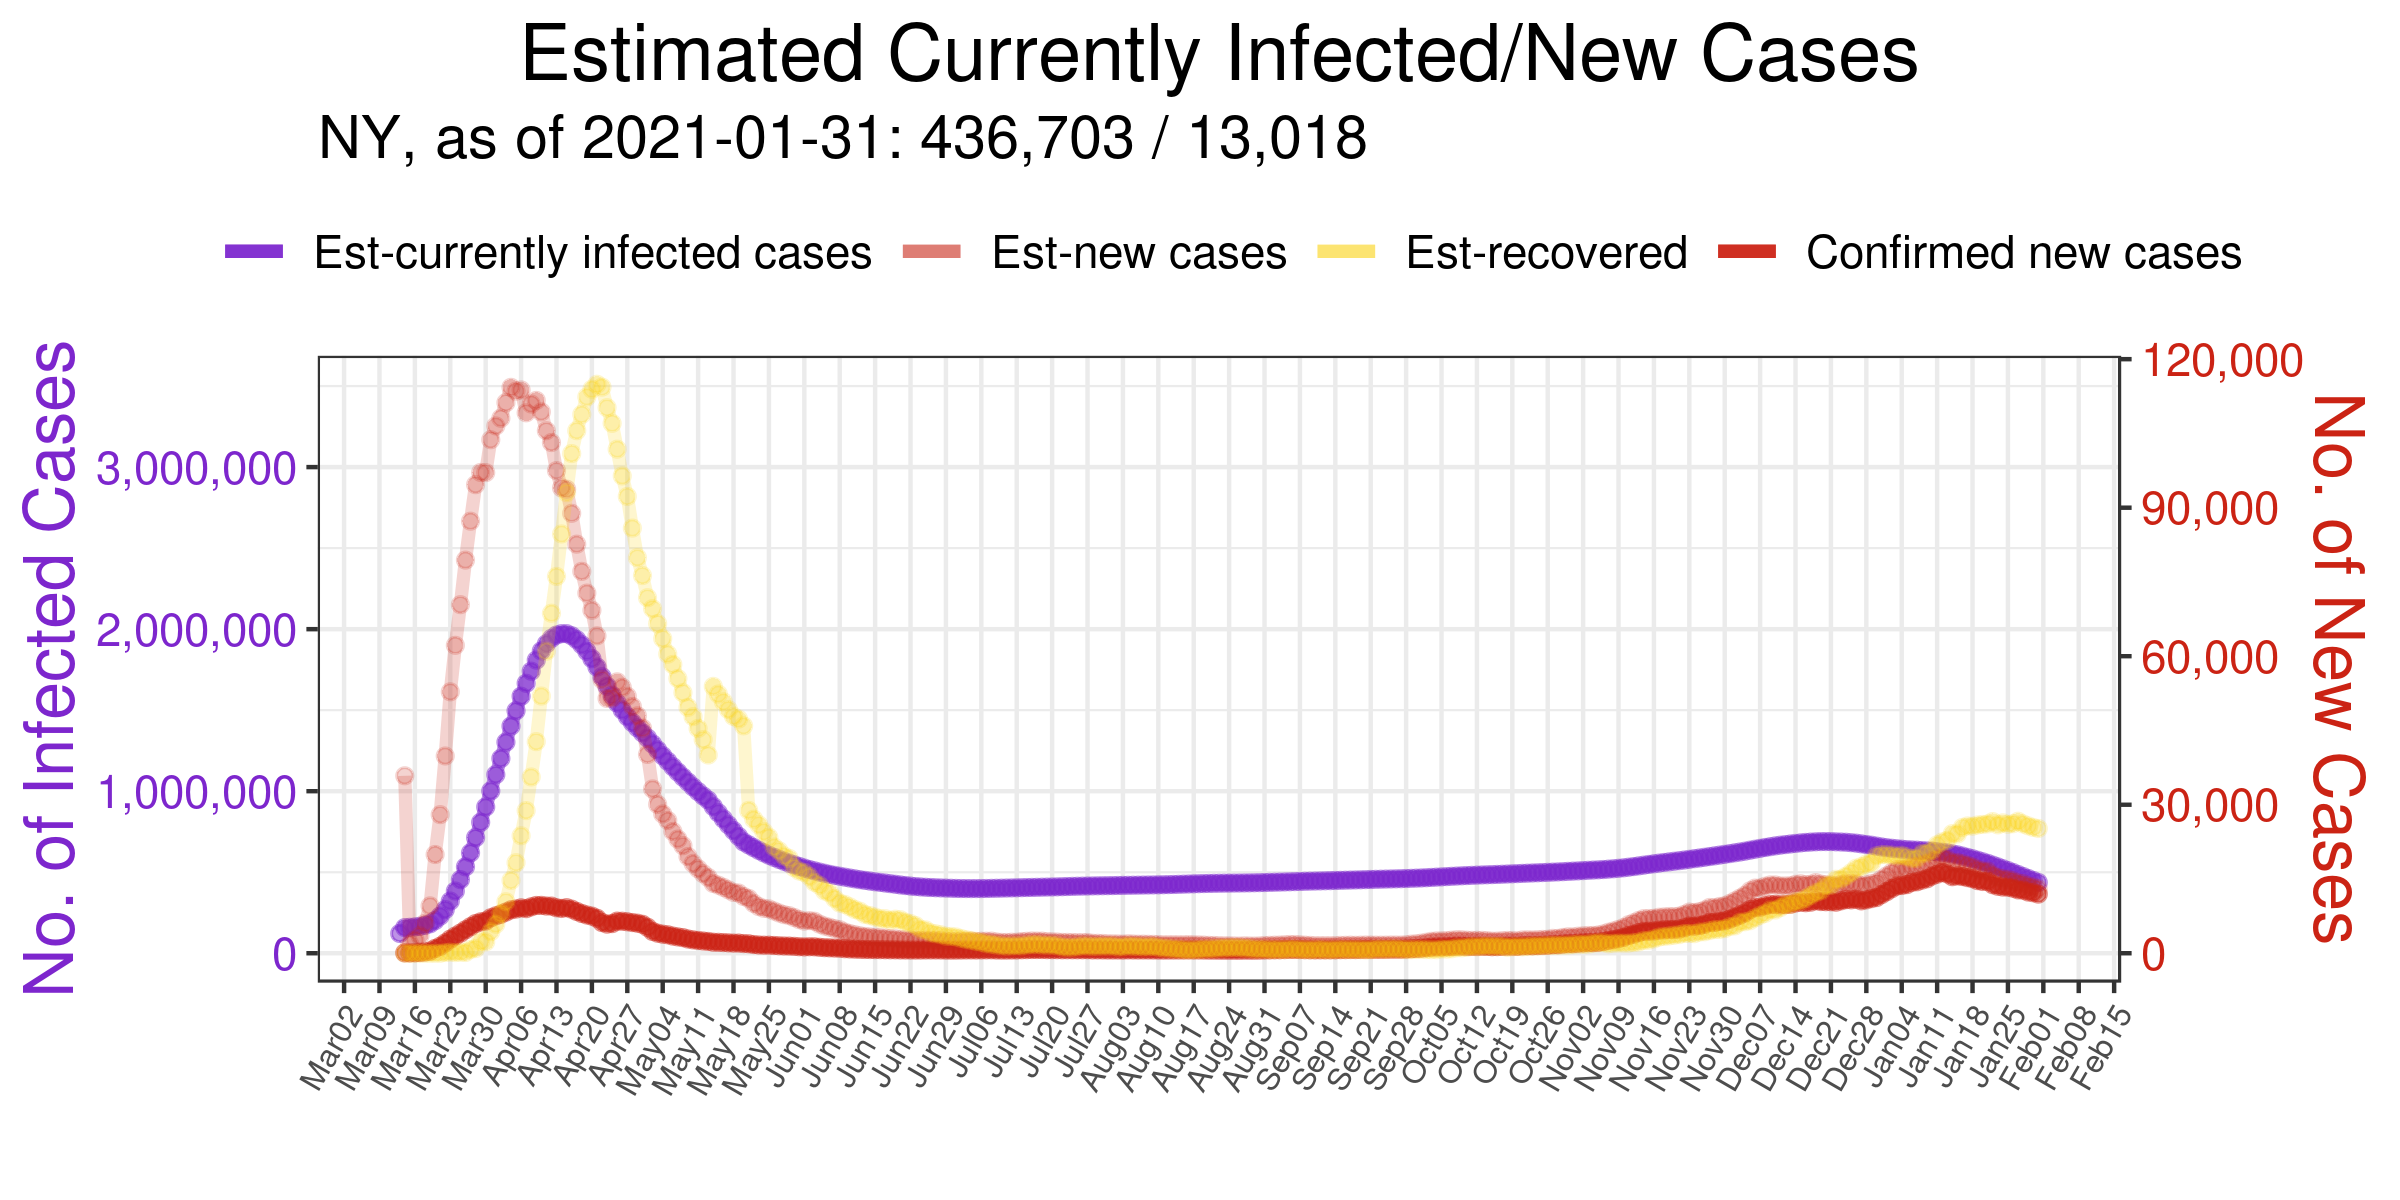 Estimated Currently Infected/New Cases
NY, as of 2021-01-31: 436,703 / 13,018
Est-currently infected cases Est-new cases Est-recovered Confirmed new cases
No. of Infected Cases
3,000,000
2,000,000
1,000,000
0
120,000
90,000
60,000
30,000
0
No. of New Cases
Mar02 Mar09 Mar16 Mar23 Mar30 Apr06 Apr13 Apr20 Apr27 May04 May11 May18 May25 Jun01 Jun08 Jun15 Jun22 Jun29 Jul06 Jul13 Jul20 Jul27 Aug03 Aug10 Aug17 Aug24 Aug31 Sep07 Sep14 Sep21 Sep28 Oct05 Oct12 Oct19 Oct26 Nov02 Nov09 Nov16 Nov23 Nov30 Dec07 Dec14 Dec21 Dec28 Jan04 Jan11 Jan18 Jan25 Feb01 Feb08 Feb15